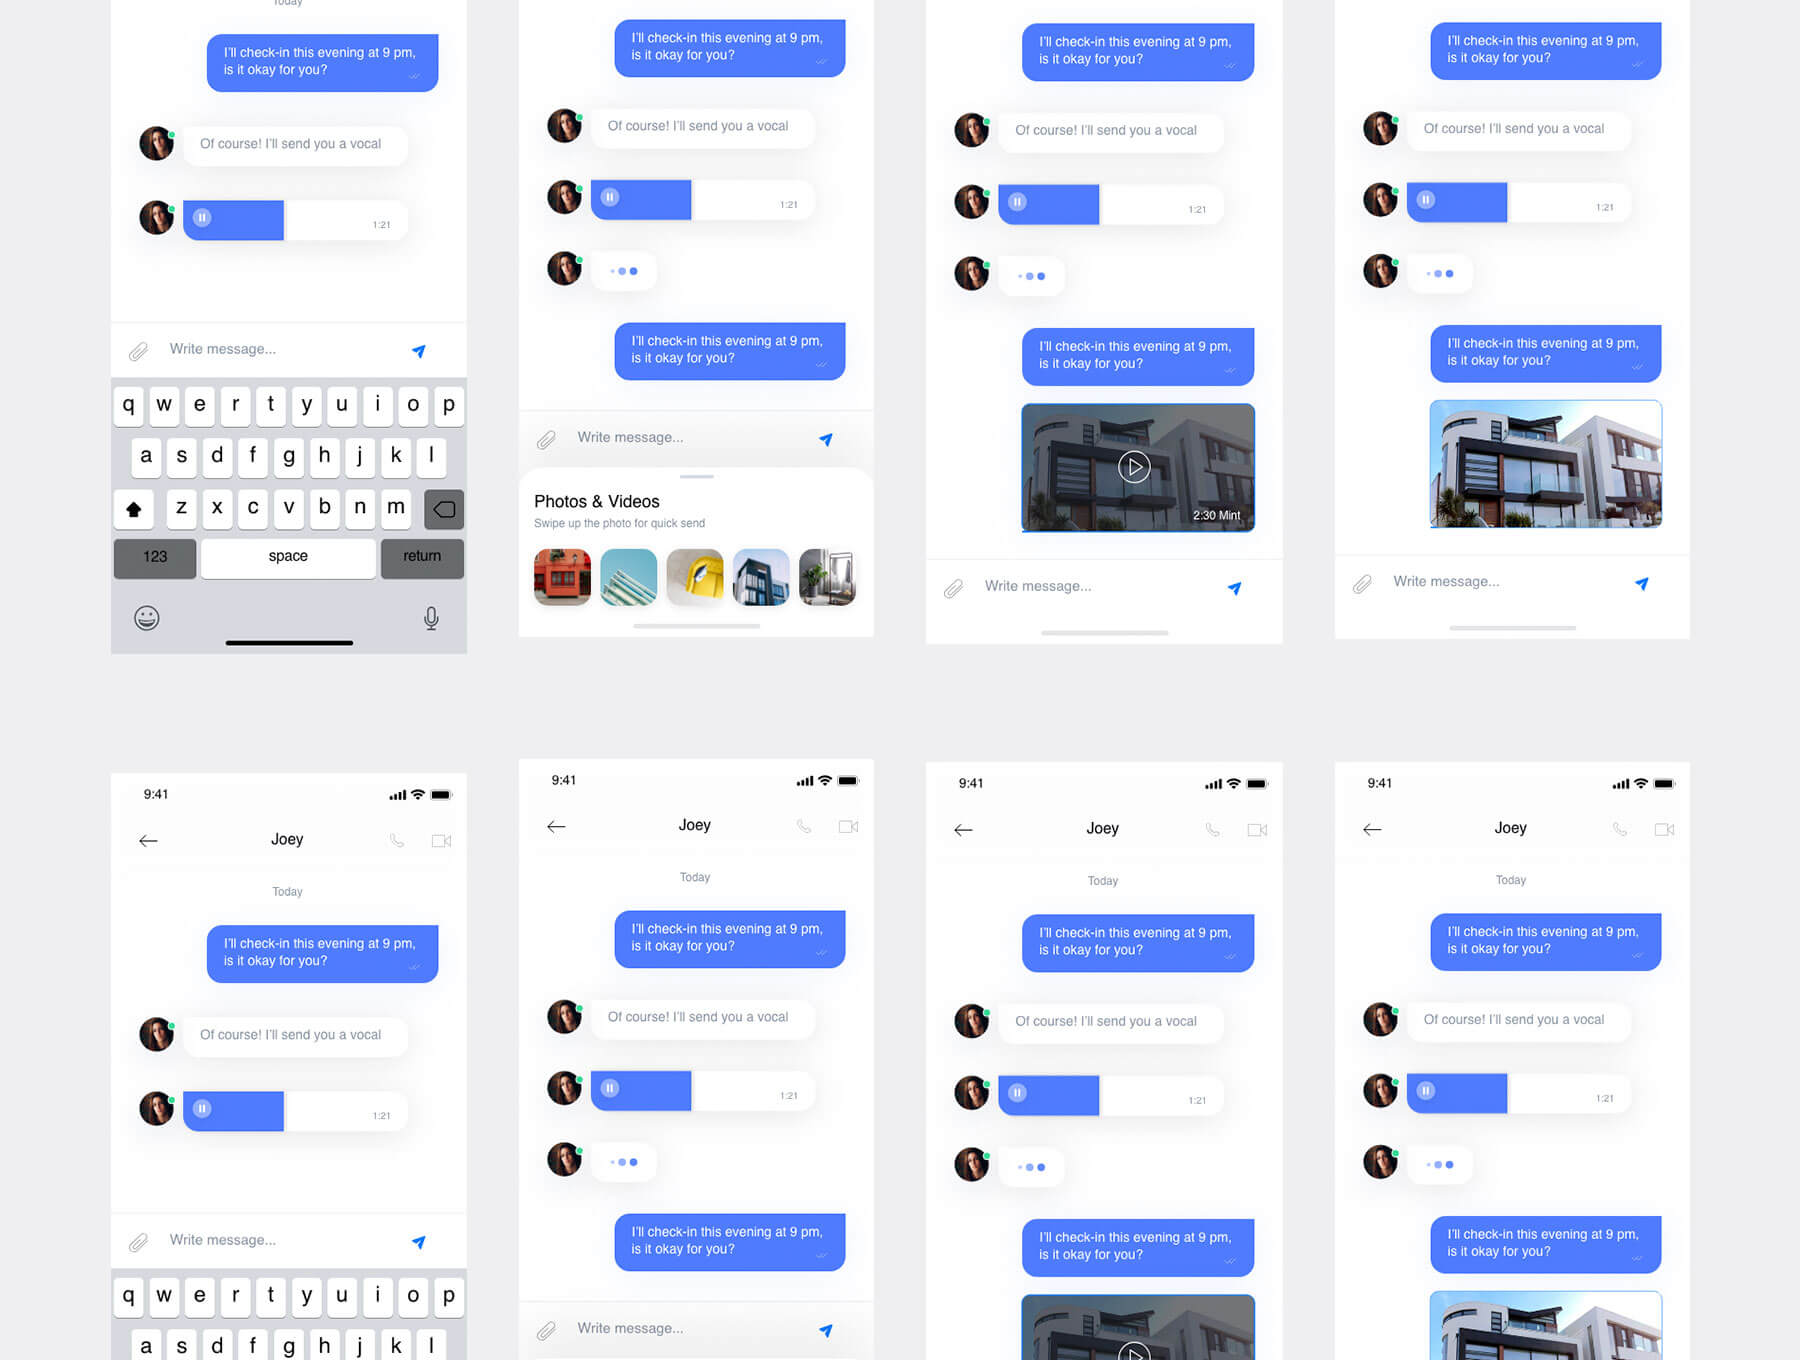 Today
I'll check-in this evening at 9 pm,
is it okay for you?
Of course! I'll send you a vocal
1:21
Write message...
q w e r t y u i o p
a s d f g h j k l
z x c v b n m
123 space return
I'll check-in this evening at 9 pm,
is it okay for you?
Of course! I'll send you a vocal
1:21
I'll check-in this evening at 9 pm,
is it okay for you?
Write message...
Photos & Videos
Swipe up the photo for quick send
I'll check-in this evening at 9 pm,
is it okay for you?
Of course! I'll send you a vocal
1:21
I'll check-in this evening at 9 pm,
is it okay for you?
2:30 Mint
Write message...
I'll check-in this evening at 9 pm,
is it okay for you?
Of course! I'll send you a vocal
1:21
I'll check-in this evening at 9 pm,
is it okay for you?
Write message...
9:41
Joey
Today
I'll check-in this evening at 9 pm,
is it okay for you?
Of course! I'll send you a vocal
1:21
Write message...
q w e r t y u i o p
a s d f g h j k l
9:41
Joey
Today
I'll check-in this evening at 9 pm,
is it okay for you?
Of course! I'll send you a vocal
1:21
I'll check-in this evening at 9 pm,
is it okay for you?
Write message...
9:41
Joey
Today
I'll check-in this evening at 9 pm,
is it okay for you?
Of course! I'll send you a vocal
1:21
I'll check-in this evening at 9 pm,
is it okay for you?
9:41
Joey
Today
I'll check-in this evening at 9 pm,
is it okay for you?
Of course! I'll send you a vocal
1:21
I'll check-in this evening at 9 pm,
is it okay for you?